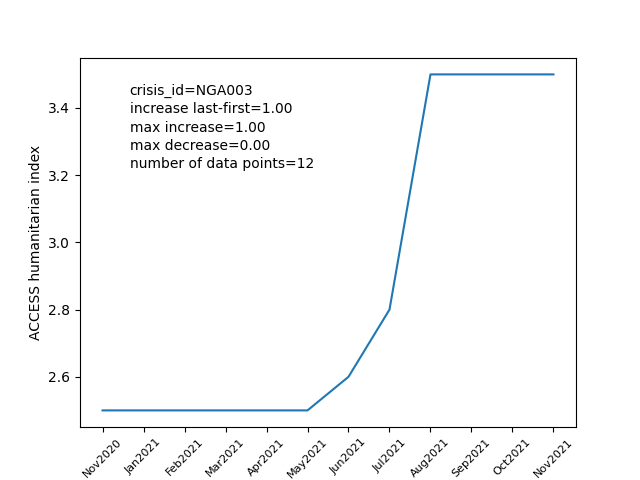 crisis_id=NGA003
increase last-first=1.00
max increase=1.00
max decrease=0.00
number of data points=12
ACCESS humanitarian index
3.4
3.2
3.0
2.8
2.6
Nov2020
Jan2021
Feb2021
Mar2021
Apr2021
May2021
Jun2021
Jul2021
Aug2021
Sep2021
Oct2021
Nov2021